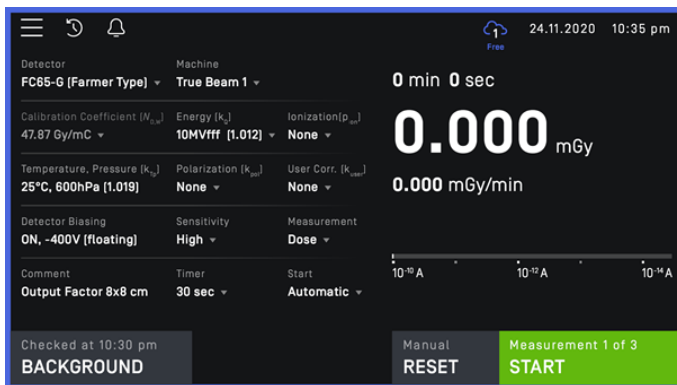 1 24.11.2020 10:35 pm
Free
Detector Machine
FC65-G (Farmer Type) True Beam 1
0 min 0 sec
Calibration Coefficient [N_D,W] Energy [k_Q] Ionization[p_ion]
47.87 Gy/mC 10MVfff [1.012] None
0.000 mGy
Temperature, Pressure [k_Tp] Polarization [k_pol] User Corr. [k_user]
25°C, 600hPa [1.019] None None
0.000 mGy/min
Detector Biasing Sensitivity Measurement
ON, -400V [floating] High Dose
Comment Timer Start
Output Factor 8x8 cm 30 sec Automatic
10⁻¹⁰ A 10⁻¹² A 10⁻¹⁴ A
Checked at 10:30 pm
BACKGROUND
Manual
RESET
Measurement 1 of 3
START